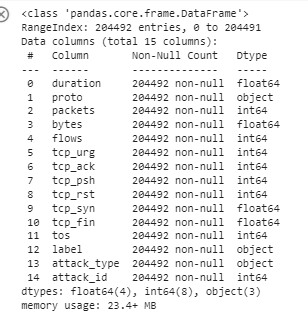 <class 'pandas.core.frame.DataFrame'>
RangeIndex: 204492 entries, 0 to 204491
Data columns (total 15 columns):
 #   Column       Non-Null Count   Dtype
---  ------       --------------   -----
 0   duration     204492 non-null  float64
 1   proto        204492 non-null  object
 2   packets      204492 non-null  int64
 3   bytes        204492 non-null  float64
 4   flows        204492 non-null  int64
 5   tcp_urg      204492 non-null  int64
 6   tcp_ack      204492 non-null  int64
 7   tcp_psh      204492 non-null  int64
 8   tcp_rst      204492 non-null  int64
 9   tcp_syn      204492 non-null  float64
 10  tcp_fin      204492 non-null  float64
 11  tos          204492 non-null  int64
 12  label        204492 non-null  object
 13  attack_type  204492 non-null  object
 14  attack_id    204492 non-null  int64
dtypes: float64(4), int64(8), object(3)
memory usage: 23.4+ MB